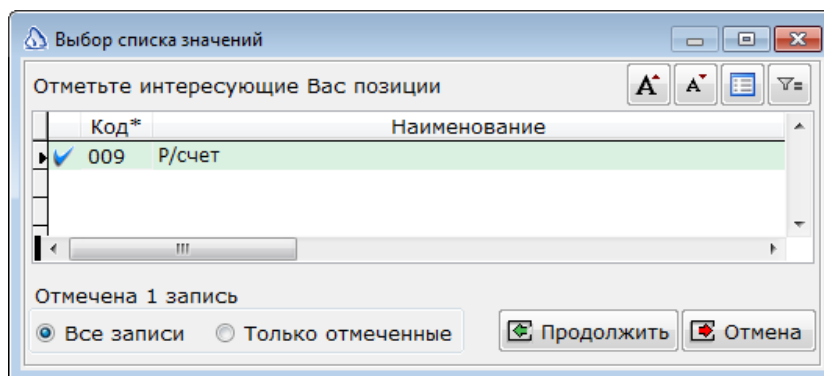 Выбор списка значений
Отметьте интересующие Вас позиции
Код* Наименование
009 Р/счет
Отмечена 1 запись
Все записи Только отмеченные Продолжить Отмена